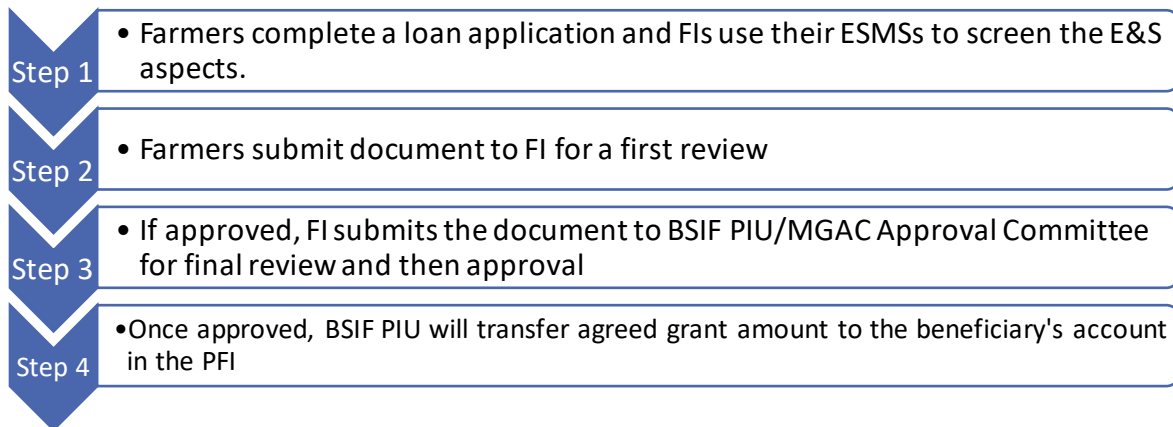 Step 1
• Farmers complete a loan application and FIs use their ESMSs to screen the E&S
aspects.
Step 2
• Farmers submit document to FI for a first review
Step 3
• If approved, FI submits the document to BSIF PIU/MGAC Approval Committee
for final review and then approval
Step 4
•Once approved, BSIF PIU will transfer agreed grant amount to the beneficiary's account
in the PFI